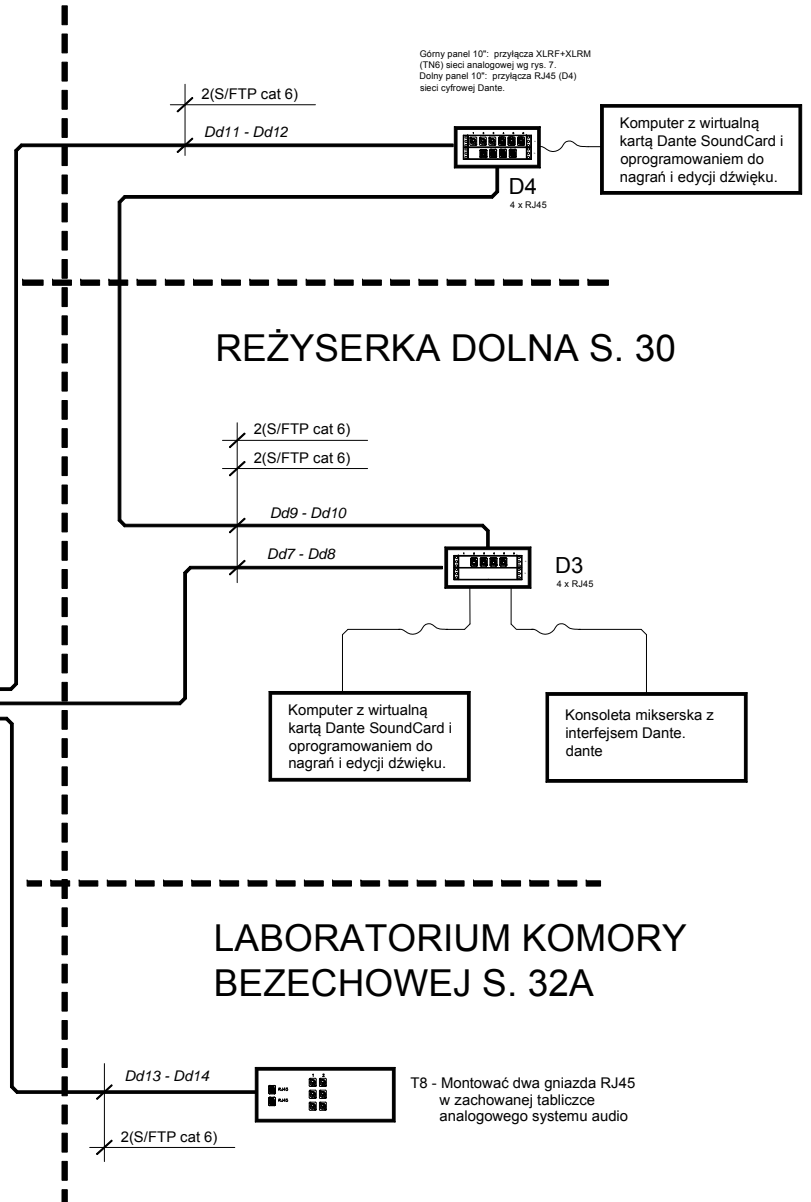 Górny panel 10": przyłącza XLRF+XLRM
(TN6) sieci analogowej wg rys. 7.
Dolny panel 10": przyłącza RJ45 (D4)
sieci cyfrowej Dante.
2(S/FTP cat 6)
Dd11 - Dd12
Komputer z wirtualną
kartą Dante SoundCard i
oprogramowaniem do
nagrań i edycji dźwięku.
D4
4 x RJ45
REŻYSERKA DOLNA S. 30
2(S/FTP cat 6)
2(S/FTP cat 6)
Dd9 - Dd10
Dd7 - Dd8
D3
4 x RJ45
Komputer z wirtualną
kartą Dante SoundCard i
oprogramowaniem do
nagrań i edycji dźwięku.
Konsoleta mikserska z
interfejsem Dante.
dante
LABORATORIUM KOMORY
BEZECHOWEJ S. 32A
Dd13 - Dd14
2(S/FTP cat 6)
1 2
RJ45
RJ45
T8 - Montować dwa gniazda RJ45
w zachowanej tabliczce
analogowego systemu audio